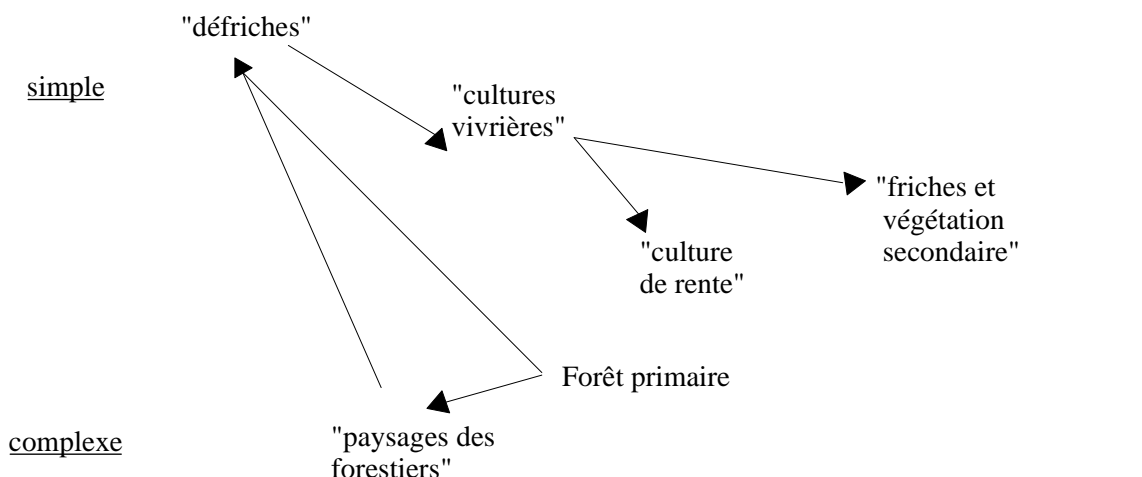 "défriches"
simple
"cultures
vivrières"
"friches et
végétation
secondaire"
"culture
de rente"
Forêt primaire
complexe
"paysages des
forestiers"